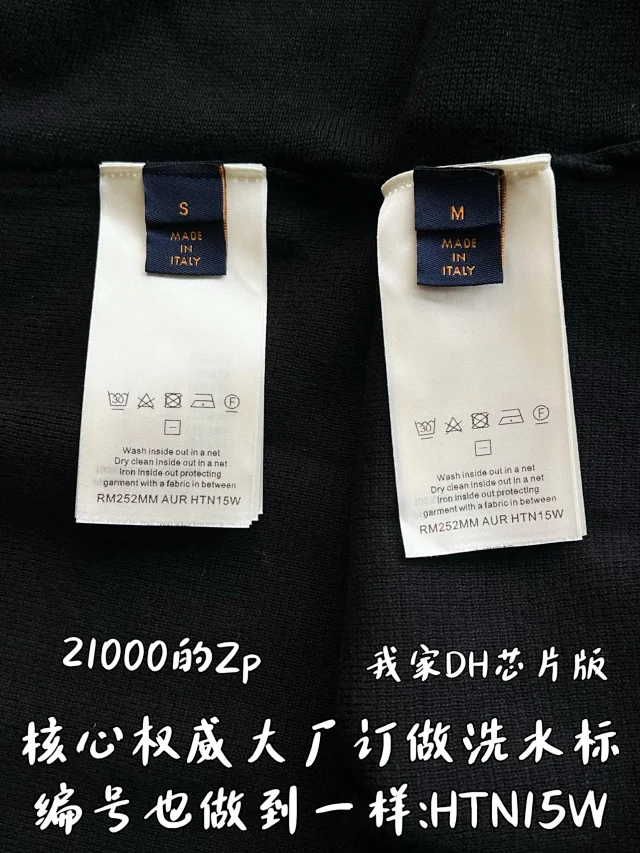 S
MADE
IN
ITALY
30
F
Wash inside out in a net
Dry clean inside out in a net
Iron inside out protecting
garment with a fabric in between
RM252MM AUR HTN15W
M
MADE
IN
ITALY
30
F
Wash inside out in a net
Dry clean inside out in a net
Iron inside out protecting
garment with a fabric in between
RM252MM AUR HTN15W
21000的Zp
我家DH芯片版
核心权威大厂订做洗水标
编号也做到一样:HTN15W